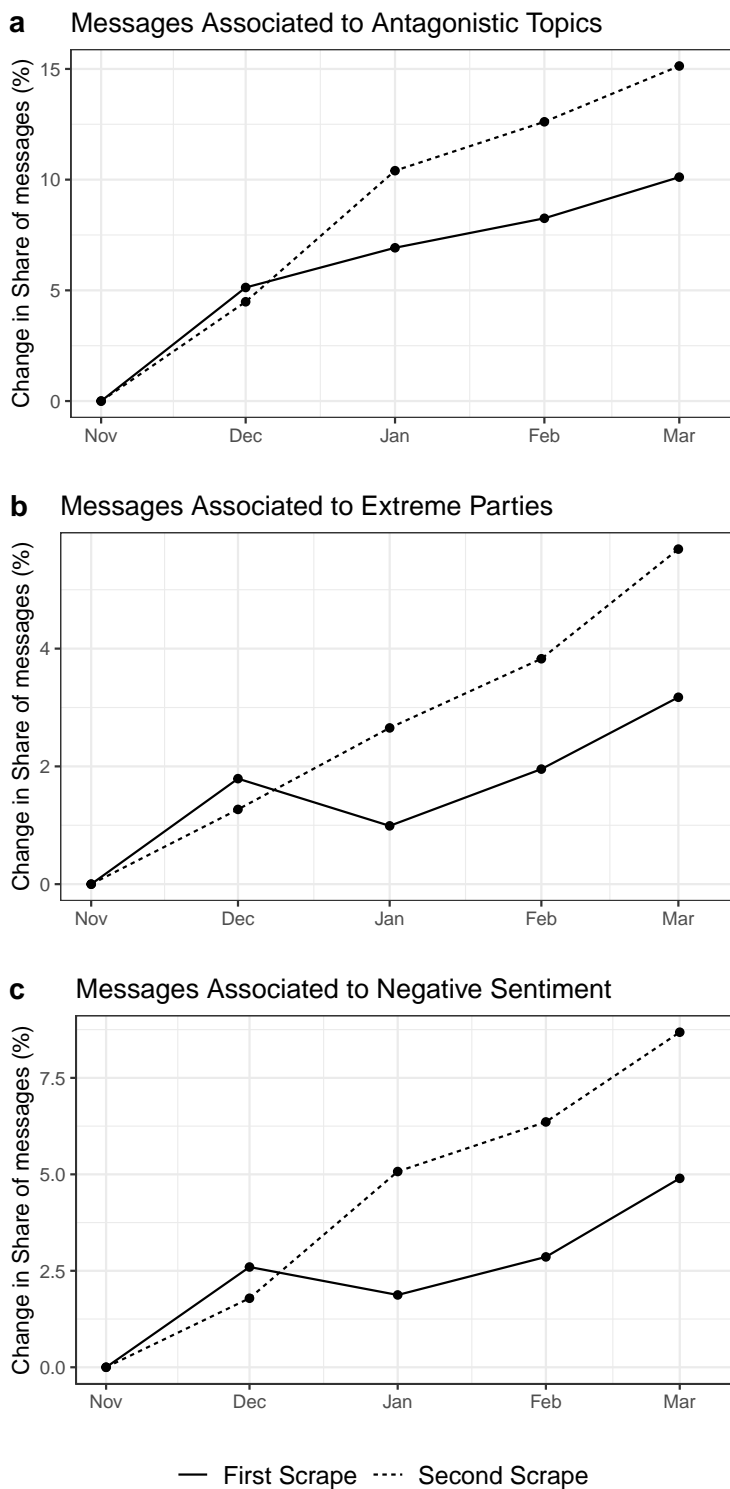 a Messages Associated to Antagonistic Topics
Change in Share of messages (%)
15
10
5
0
Nov Dec Jan Feb Mar
b Messages Associated to Extreme Parties
Change in Share of messages (%)
4
2
0
Nov Dec Jan Feb Mar
c Messages Associated to Negative Sentiment
Change in Share of messages (%)
7.5
5.0
2.5
0.0
Nov Dec Jan Feb Mar
First Scrape Second Scrape